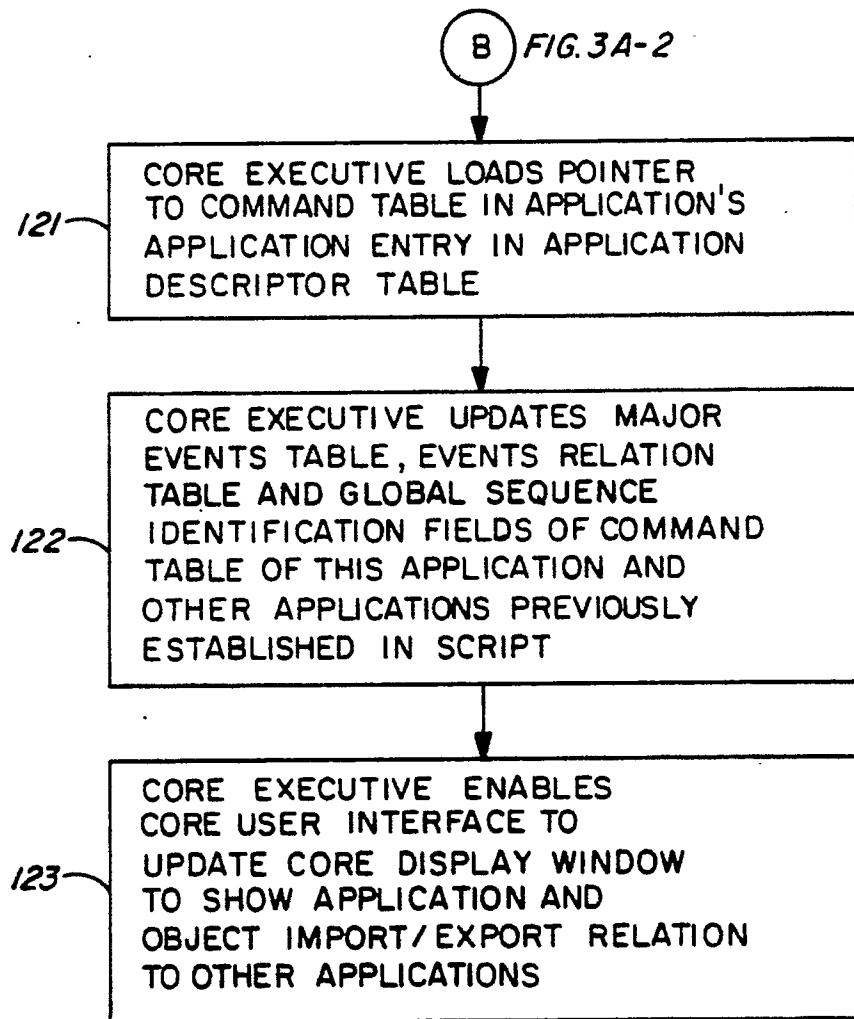 B FIG. 3A-2
121
CORE EXECUTIVE LOADS POINTER
TO COMMAND TABLE IN APPLICATION'S
APPLICATION ENTRY IN APPLICATION
DESCRIPTOR TABLE
122
CORE EXECUTIVE UPDATES MAJOR
EVENTS TABLE, EVENTS RELATION
TABLE AND GLOBAL SEQUENCE
IDENTIFICATION FIELDS OF COMMAND
TABLE OF THIS APPLICATION AND
OTHER APPLICATIONS PREVIOUSLY
ESTABLISHED IN SCRIPT
123
CORE EXECUTIVE ENABLES
CORE USER INTERFACE TO
UPDATE CORE DISPLAY WINDOW
TO SHOW APPLICATION AND
OBJECT IMPORT/EXPORT RELATION
TO OTHER APPLICATIONS